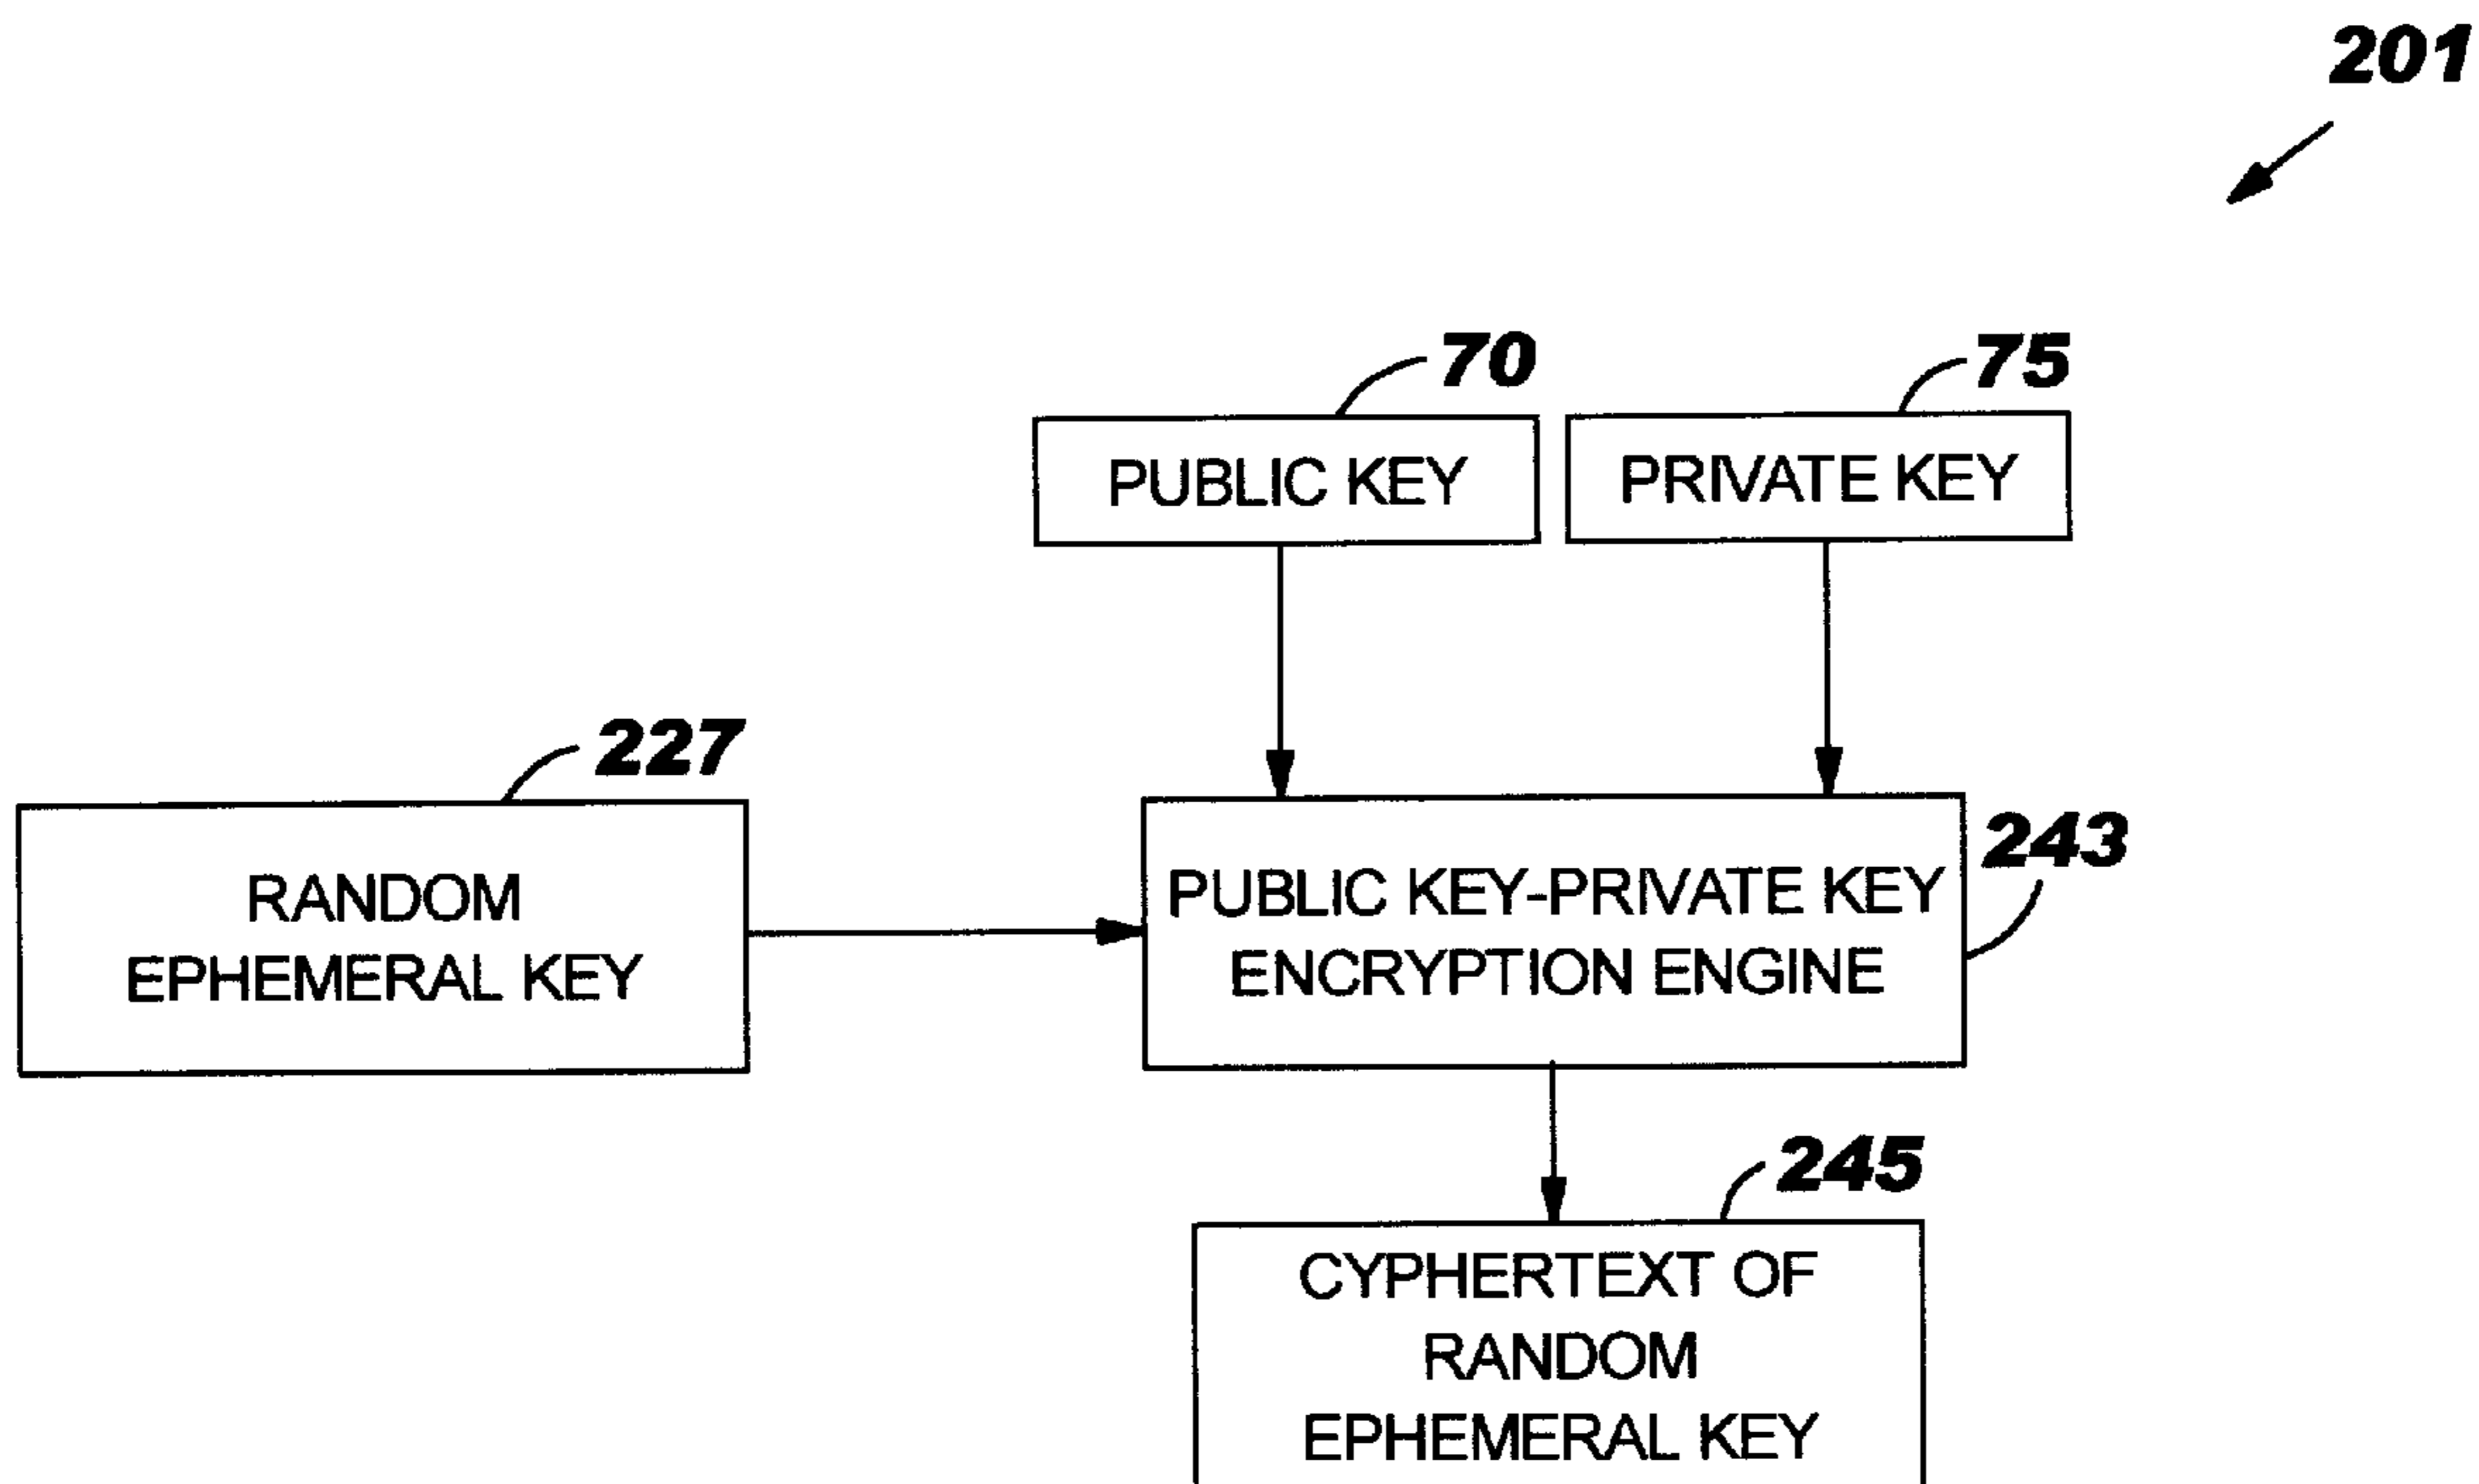 201
70
75
PUBLIC KEY
PRIVATE KEY
227
RANDOM
EPHEMERAL KEY
243
PUBLIC KEY-PRIVATE KEY
ENCRYPTION ENGINE
245
CYPHERTEXT OF
RANDOM
EPHEMERAL KEY